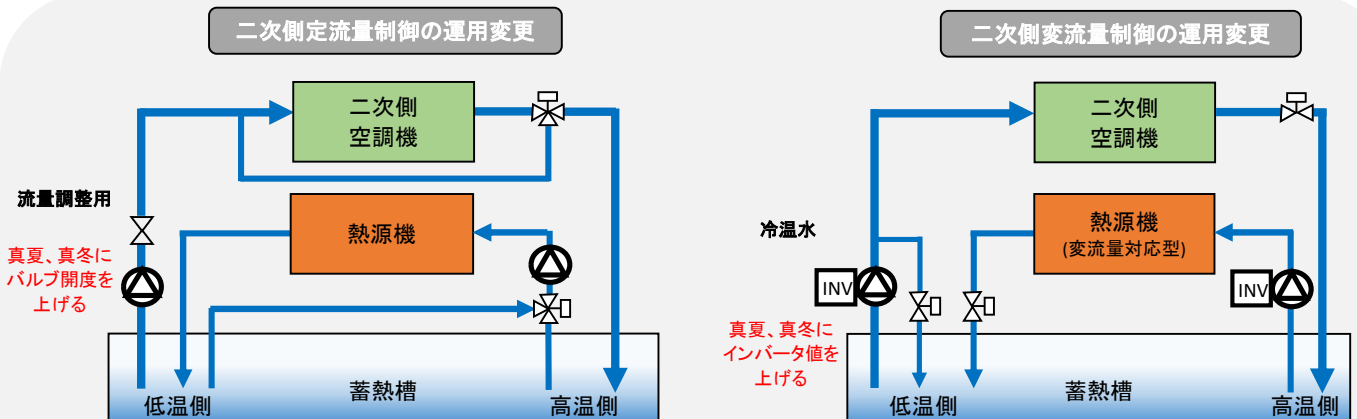 二次側定流量制御の運用変更
二次側
空調機
流量調整用
熱源機
真夏、真冬に
バルブ開度を
上げる
蓄熱槽
低温側
高温側
二次側変流量制御の運用変更
二次側
空調機
冷温水
熱源機
(変流量対応型)
INV
INV
真夏、真冬に
インバータ値を
上げる
蓄熱槽
低温側
高温側